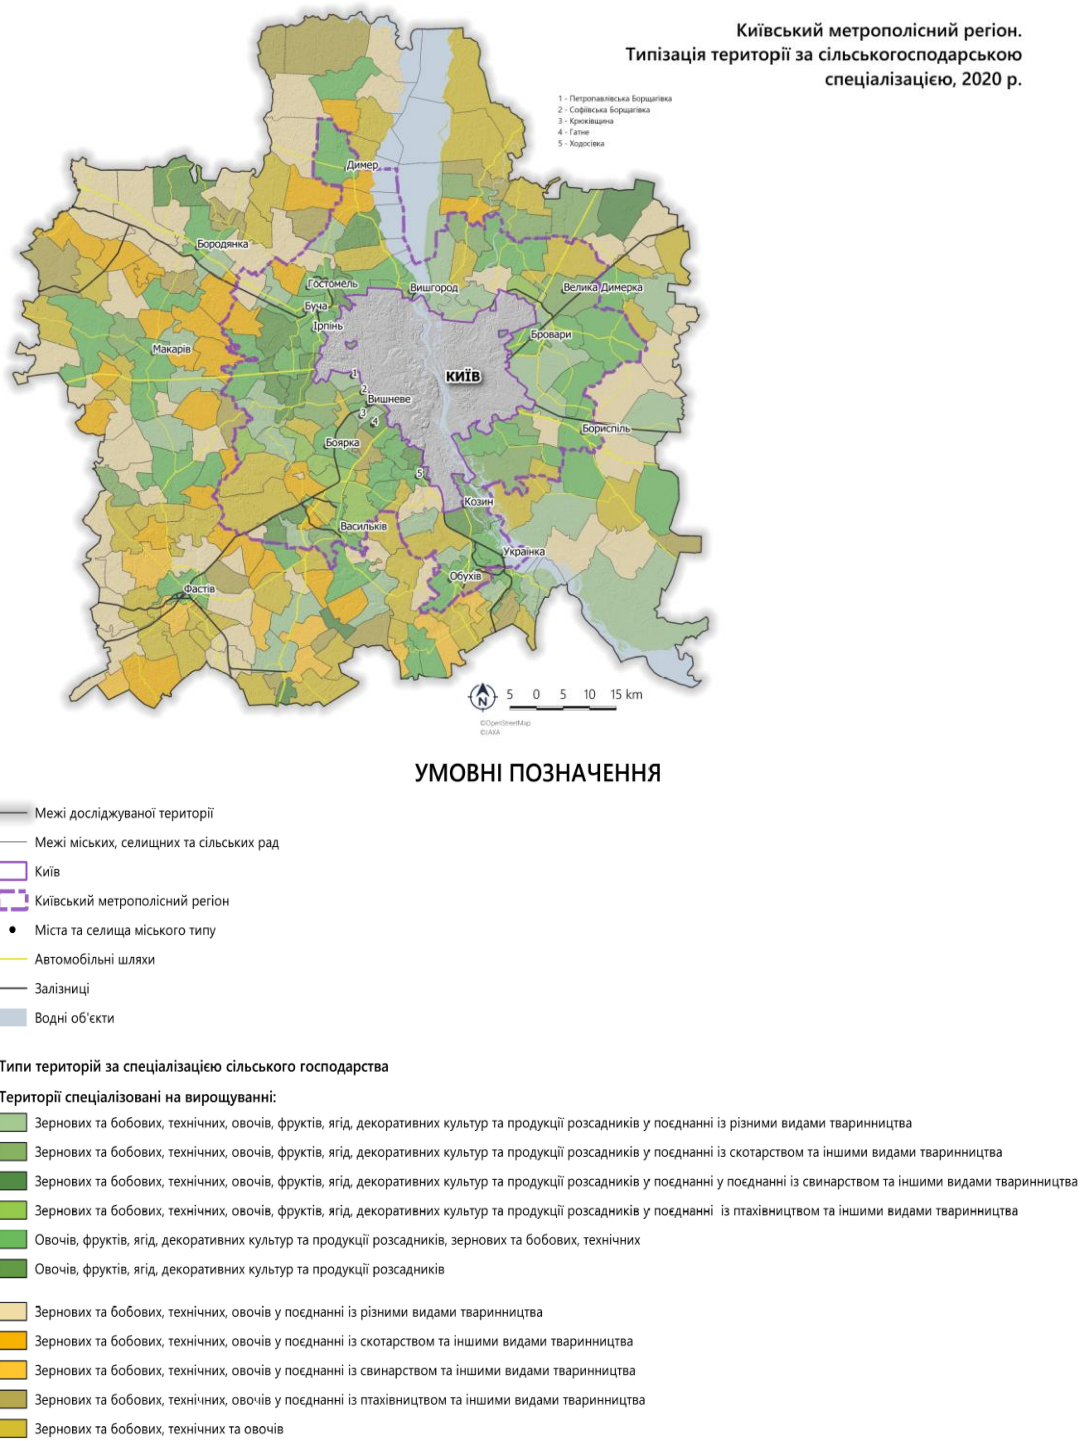 Київський метрополісний регіон.
Типізація території за сільськогосподарською
спеціалізацією, 2020 р.
1 - Петропавлівська Борщагівка
2 - Софіївська Борщагівка
3 - Крюківщина
4 - Гатне
5 - Ходосівка
Димер
Бородянка
Гостомель
Вишгород
Велика Димерка
Буча
Ірпінь
Бровари
Макарів
1
КИЇВ
2
Вишневе
3
4
Бориспіль
Боярка
5
Козин
Васильків
Українка
Обухів
Фастів
N
5 0 5 10 15 km
©OpenStreetMap
©JAXA
УМОВНІ ПОЗНАЧЕННЯ
Межі досліджуваної території
Межі міських, селищних та сільських рад
Київ
Київський метрополісний регіон
Міста та селища міського типу
Автомобільні шляхи
Залізниці
Водні об'єкти
Типи територій за спеціалізацією сільського господарства
Території спеціалізовані на вирощуванні:
Зернових та бобових, технічних, овочів, фруктів, ягід, декоративних культур та продукції розсадників у поєднанні із різними видами тваринництва
Зернових та бобових, технічних, овочів, фруктів, ягід, декоративних культур та продукції розсадників у поєднанні із скотарством та іншими видами тваринництва
Зернових та бобових, технічних, овочів, фруктів, ягід, декоративних культур та продукції розсадників у поєднанні у поєднанні із свинарством та іншими видами тваринництва
Зернових та бобових, технічних, овочів, фруктів, ягід, декоративних культур та продукції розсадників у поєднанні із птахівництвом та іншими видами тваринництва
Овочів, фруктів, ягід, декоративних культур та продукції розсадників, зернових та бобових, технічних
Овочів, фруктів, ягід, декоративних культур та продукції розсадників
Зернових та бобових, технічних, овочів у поєднанні із різними видами тваринництва
Зернових та бобових, технічних, овочів у поєднанні із скотарством та іншими видами тваринництва
Зернових та бобових, технічних, овочів у поєднанні із свинарством та іншими видами тваринництва
Зернових та бобових, технічних, овочів у поєднанні із птахівництвом та іншими видами тваринництва
Зернових та бобових, технічних та овочів